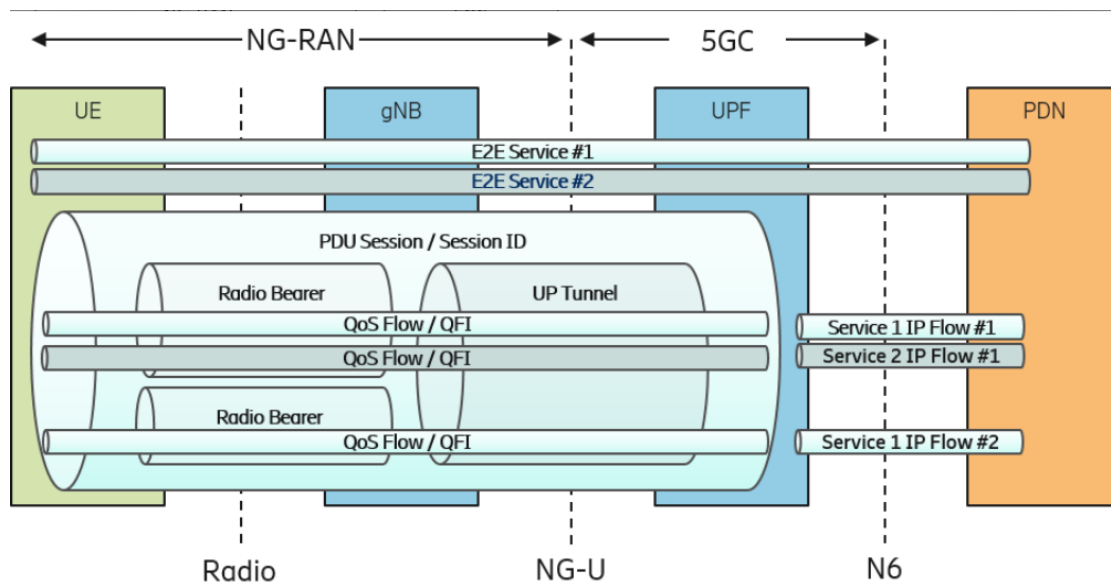 NG-RAN
5GC
UE
gNB
UPF
PDN
E2E Service #1
E2E Service #2
PDU Session / Session ID
Radio Bearer
UP Tunnel
QoS Flow / QFI
Service 1 IP Flow #1
QoS Flow / QFI
Service 2 IP Flow #1
Radio Bearer
QoS Flow / QFI
Service 1 IP Flow #2
Radio
NG-U
N6